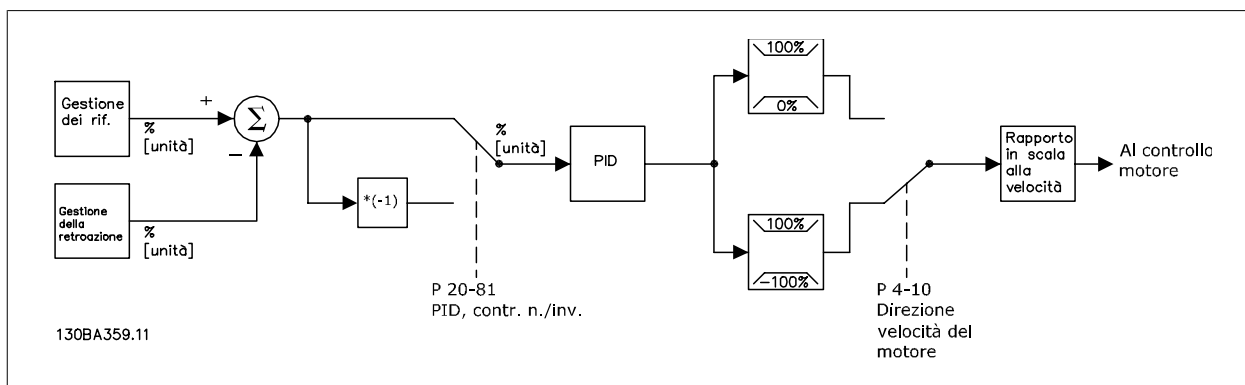 Gestione
dei rif.
%
[unità]
+
−
Σ
Gestione
della
retroazione
%
[unità]
*(-1)
%
[unità]
P 20-81
PID, contr. n./inv.
PID
100%
0%
100%
−100%
P 4-10
Direzione
velocità del
motore
Rapporto
in scala
alla
velocità
Al controllo
motore
130BA359.11